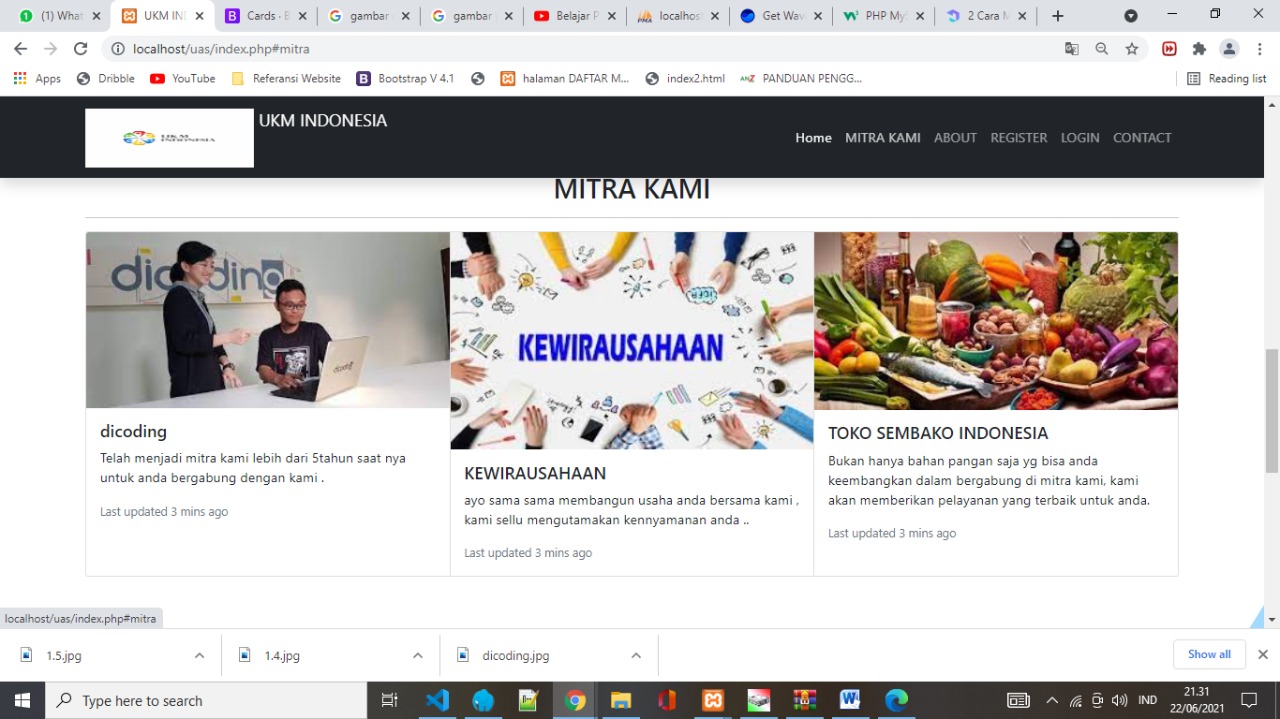 (1) What
UKM IN
Cards · B
gambar
gambar
Belajar P
localhost
Get Wav
PHP MyS
2 Cara M
localhost/uas/index.php#mitra
Apps
Dribble
YouTube
Referansi Website
Bootstrap V 4.1
halaman DAFTAR M...
index2.html
PANDUAN PENGG...
Reading list
UKM INDONESIA
UKM INDONESIA
Home
MITRA KAMI
ABOUT
REGISTER
LOGIN
CONTACT
MITRA KAMI
dicoding
dicoding
KEWIRAUSAHAAN
dicoding
Telah menjadi mitra kami lebih dari 5tahun saat nya
untuk anda bergabung dengan kami .
Last updated 3 mins ago
KEWIRAUSAHAAN
ayo sama sama membangun usaha anda bersama kami ,
kami sellu mengutamakan kennyamanan anda ..
Last updated 3 mins ago
TOKO SEMBAKO INDONESIA
Bukan hanya bahan pangan saja yg bisa anda
keembangkan dalam bergabung di mitra kami, kami
akan memberikan pelayanan yang terbaik untuk anda.
Last updated 3 mins ago
localhost/uas/index.php#mitra
1.5.jpg
1.4.jpg
dicoding.jpg
Show all
Type here to search
IND
21.31
22/06/2021